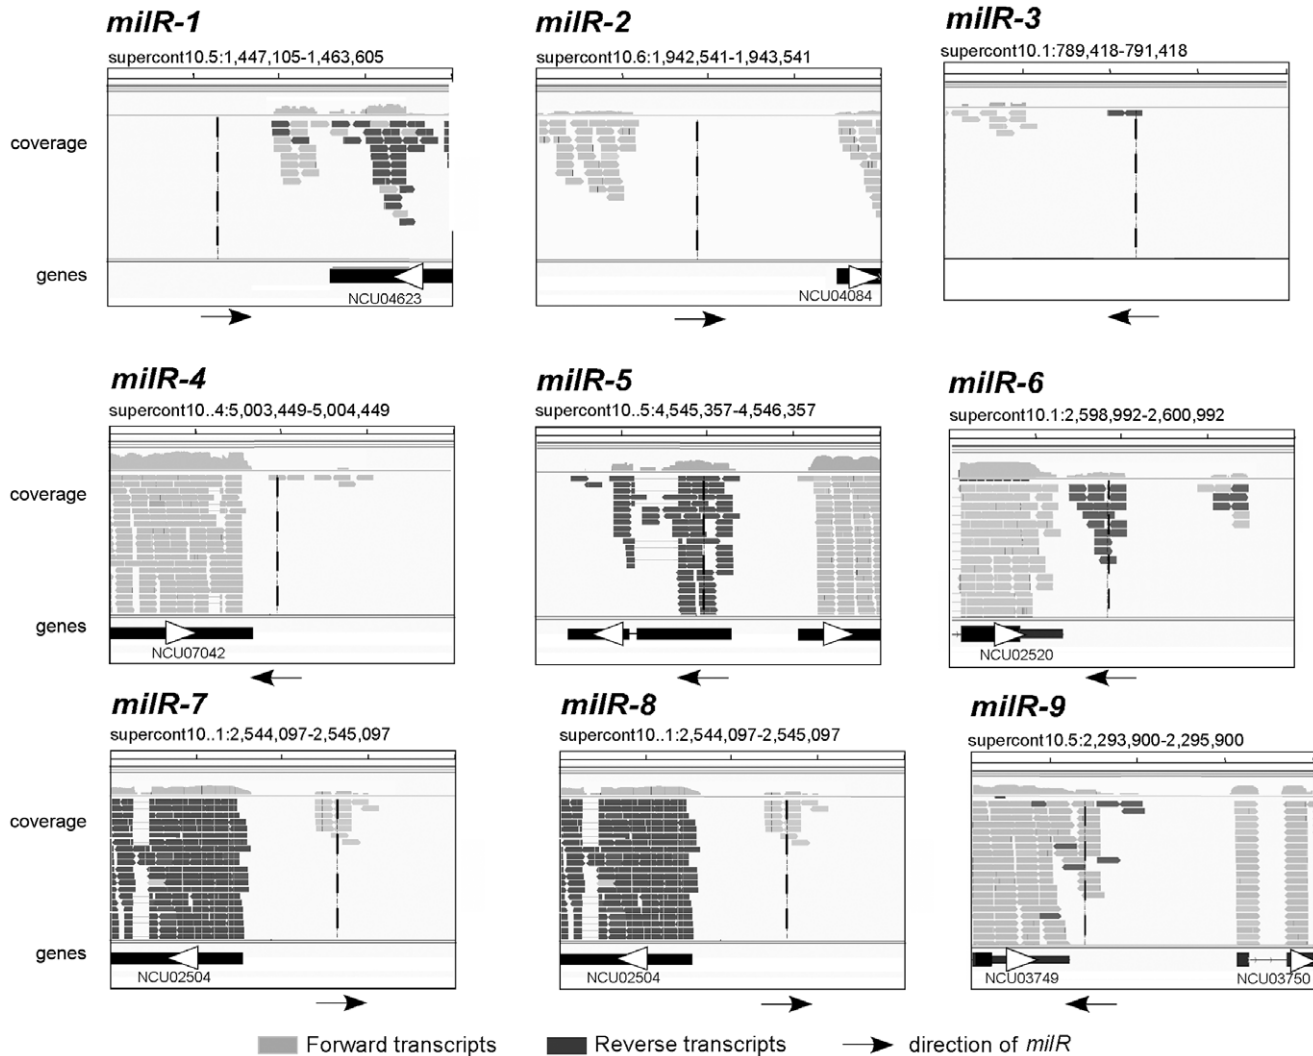 milR-1
supercont10.5:1,447,105-1,463,605
milR-2
supercont10.6:1,942,541-1,943,541
milR-3
supercont10.1:789,418-791,418
coverage
genes
NCU04623
NCU04084
milR-4
supercont10..4:5,003,449-5,004,449
milR-5
supercont10..5:4,545,357-4,546,357
milR-6
supercont10.1:2,598,992-2,600,992
coverage
genes
NCU07042
NCU02520
milR-7
supercont10..1:2,544,097-2,545,097
milR-8
supercont10..1:2,544,097-2,545,097
milR-9
supercont10.5:2,293,900-2,295,900
coverage
genes
NCU02504
NCU02504
NCU03749
NCU03750
Forward transcripts
Reverse transcripts
direction of milR